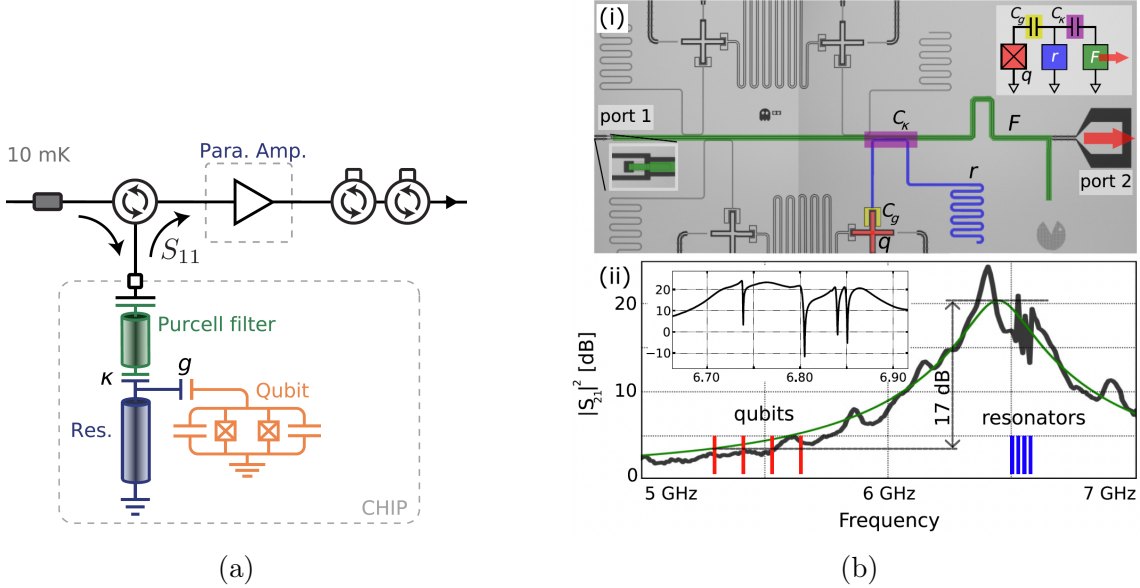 10 mK
Para. Amp.
S11
Purcell filter
κ
g
Qubit
Res.
CHIP
(a)
(i)
Cg
Cκ
r
F
q
port 1
Cκ
F
r
port 2
Cg
q
(ii)
|S21|² [dB]
20
10
0
20
10
0
−10
6.70
6.80
6.90
17 dB
qubits
resonators
5 GHz
6 GHz
7 GHz
Frequency
(b)